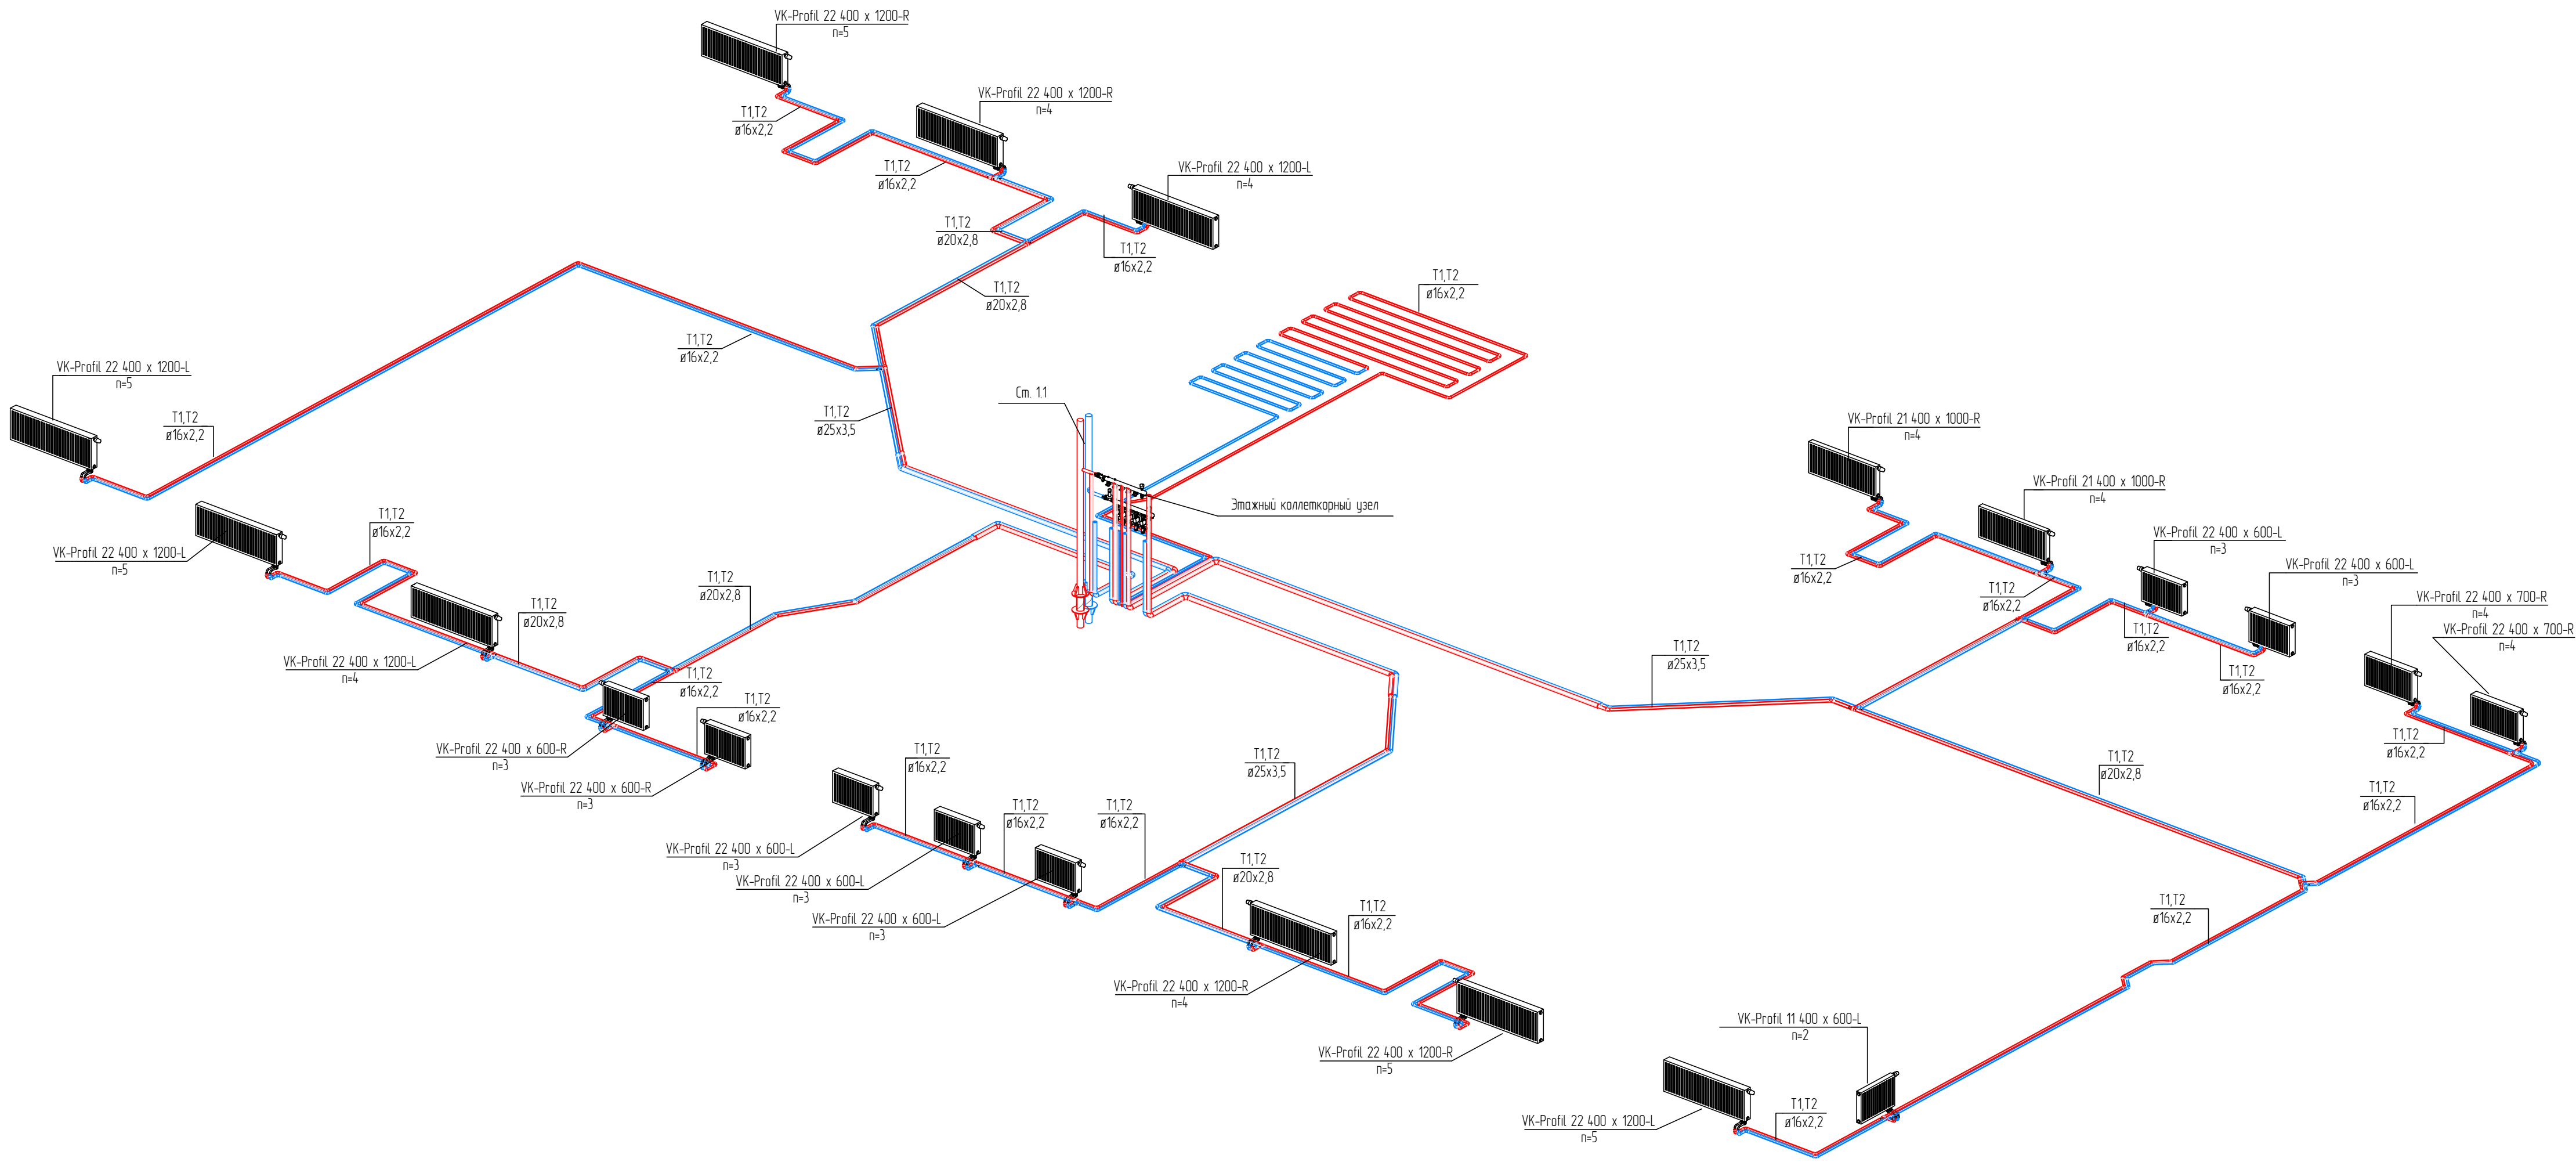 VK-Profil 22 400 x 1200-R
n=5
VK-Profil 22 400 x 1200-R
n=4
T1,T2
ø16x2,2
T1,T2
ø16x2,2
VK-Profil 22 400 x 1200-L
n=4
T1,T2
ø20x2,8
T1,T2
ø16x2,2
T1,T2
ø20x2,8
T1,T2
ø16x2,2
T1,T2
ø16x2,2
VK-Profil 22 400 x 1200-L
n=5
T1,T2
ø16x2,2
T1,T2
ø25x3,5
Ст. 1.1
Этажный коллеткорный узел
VK-Profil 21 400 x 1000-R
n=4
VK-Profil 21 400 x 1000-R
n=4
VK-Profil 22 400 x 600-L
n=3
VK-Profil 22 400 x 600-L
n=3
VK-Profil 22 400 x 700-R
n=4
VK-Profil 22 400 x 700-R
n=4
T1,T2
ø16x2,2
T1,T2
ø16x2,2
T1,T2
ø16x2,2
T1,T2
ø16x2,2
T1,T2
ø16x2,2
T1,T2
ø16x2,2
VK-Profil 22 400 x 1200-L
n=5
T1,T2
ø16x2,2
T1,T2
ø20x2,8
T1,T2
ø20x2,8
VK-Profil 22 400 x 1200-L
n=4
T1,T2
ø16x2,2
T1,T2
ø16x2,2
VK-Profil 22 400 x 600-R
n=3
VK-Profil 22 400 x 600-R
n=3
T1,T2
ø25x3,5
T1,T2
ø20x2,8
T1,T2
ø16x2,2
T1,T2
ø16x2,2
T1,T2
ø16x2,2
T1,T2
ø25x3,5
VK-Profil 22 400 x 600-L
n=3
VK-Profil 22 400 x 600-L
n=3
VK-Profil 22 400 x 600-L
n=3
T1,T2
ø20x2,8
T1,T2
ø16x2,2
VK-Profil 22 400 x 1200-R
n=4
VK-Profil 22 400 x 1200-R
n=5
T1,T2
ø16x2,2
VK-Profil 11 400 x 600-L
n=2
VK-Profil 22 400 x 1200-L
n=5
T1,T2
ø16x2,2